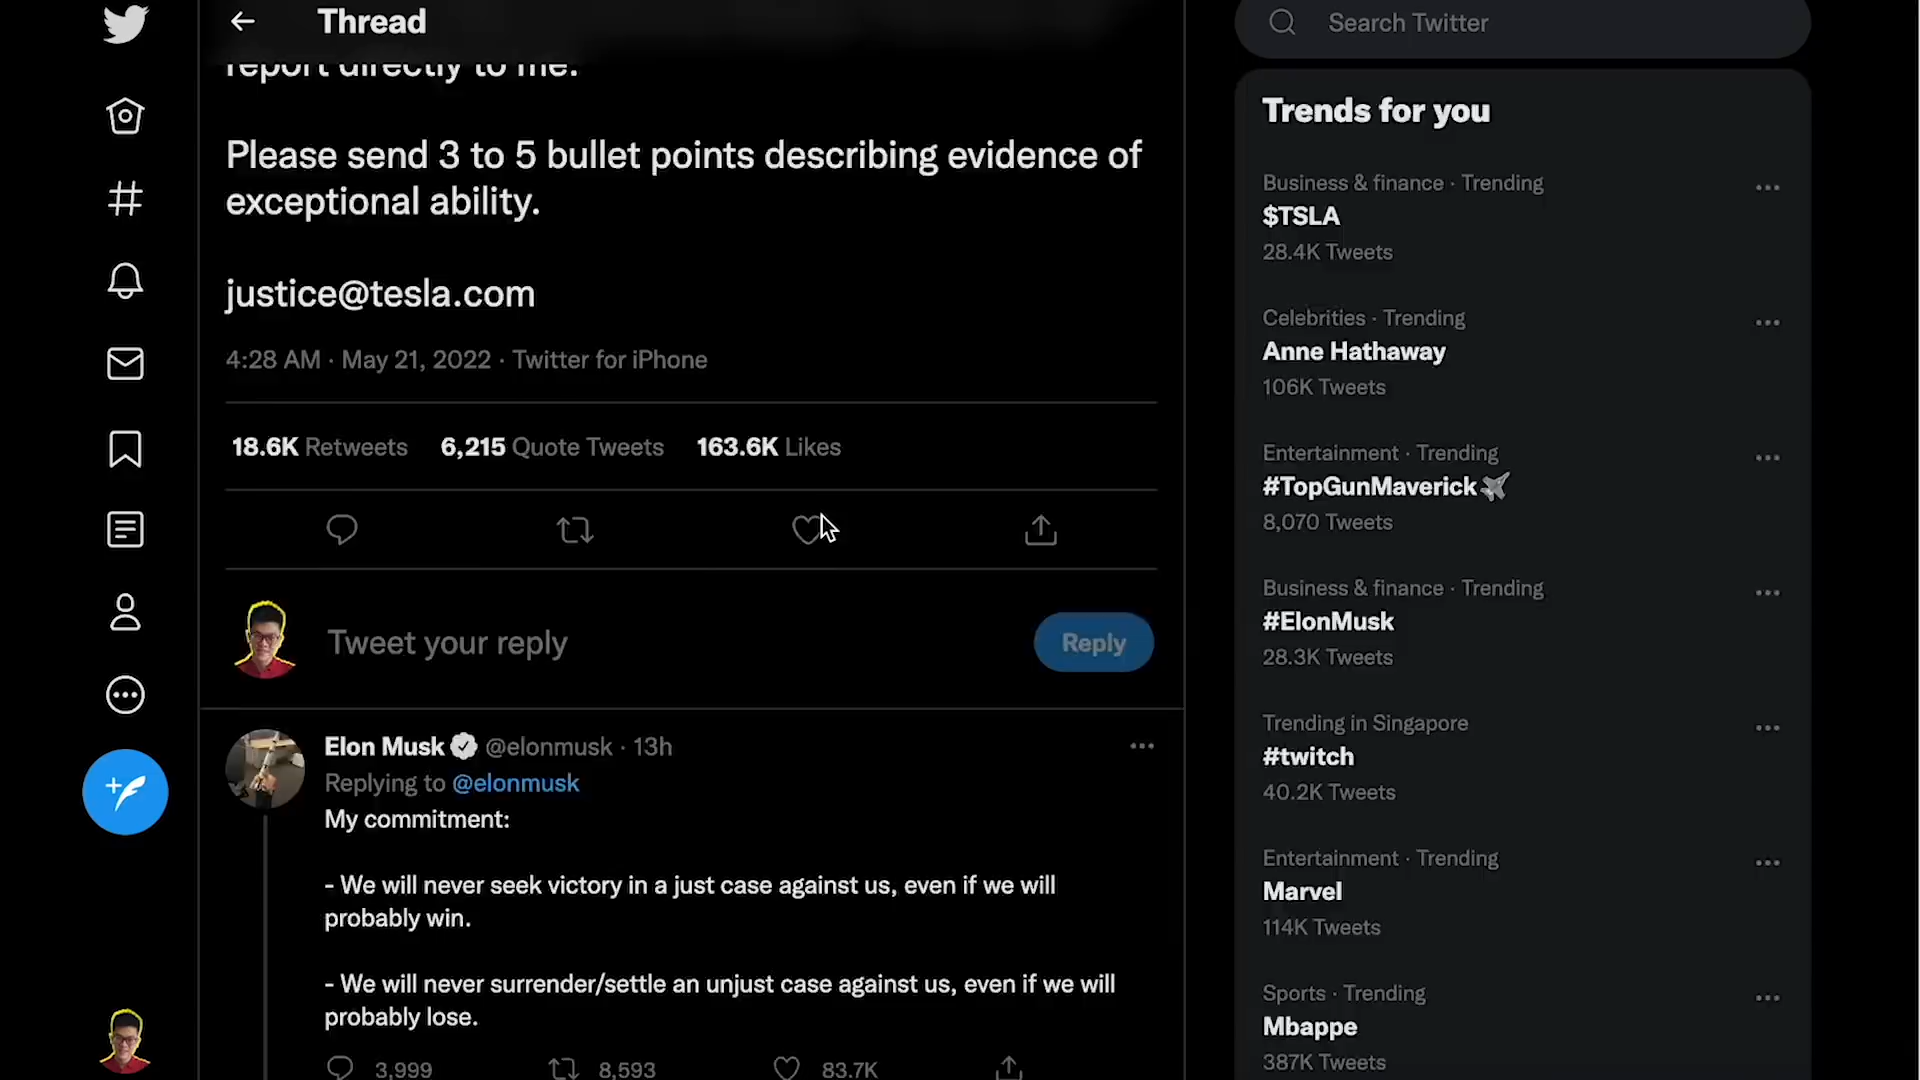 Thread
report directly to me.
Please send 3 to 5 bullet points describing evidence of
exceptional ability.
justice@tesla.com
4:28 AM · May 21, 2022 · Twitter for iPhone
18.6K Retweets 6,215 Quote Tweets 163.6K Likes
Tweet your reply
Reply
Elon Musk @elonmusk · 13h
Replying to @elonmusk
My commitment:
- We will never seek victory in a just case against us, even if we will
probably win.
- We will never surrender/settle an unjust case against us, even if we will
probably lose.
3,999 8,593 83.7K
Search Twitter
Trends for you
Business & finance · Trending
$TSLA
28.4K Tweets
Celebrities · Trending
Anne Hathaway
106K Tweets
Entertainment · Trending
#TopGunMaverick
8,070 Tweets
Business & finance · Trending
#ElonMusk
28.3K Tweets
Trending in Singapore
#twitch
40.2K Tweets
Entertainment · Trending
Marvel
114K Tweets
Sports · Trending
Mbappe
387K Tweets